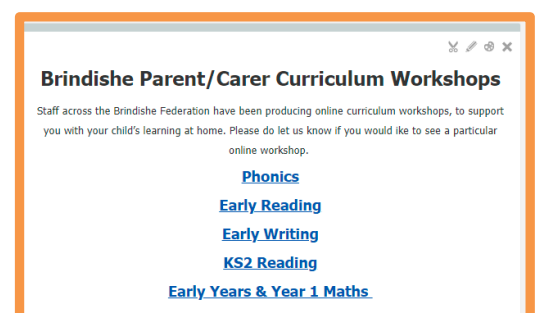 Brindishe Parent/Carer Curriculum Workshops
Staff across the Brindishe Federation have been producing online curriculum workshops, to support
you with your child's learning at home. Please do let us know if you would ike to see a particular
online workshop.
Phonics
Early Reading
Early Writing
KS2 Reading
Early Years & Year 1 Maths